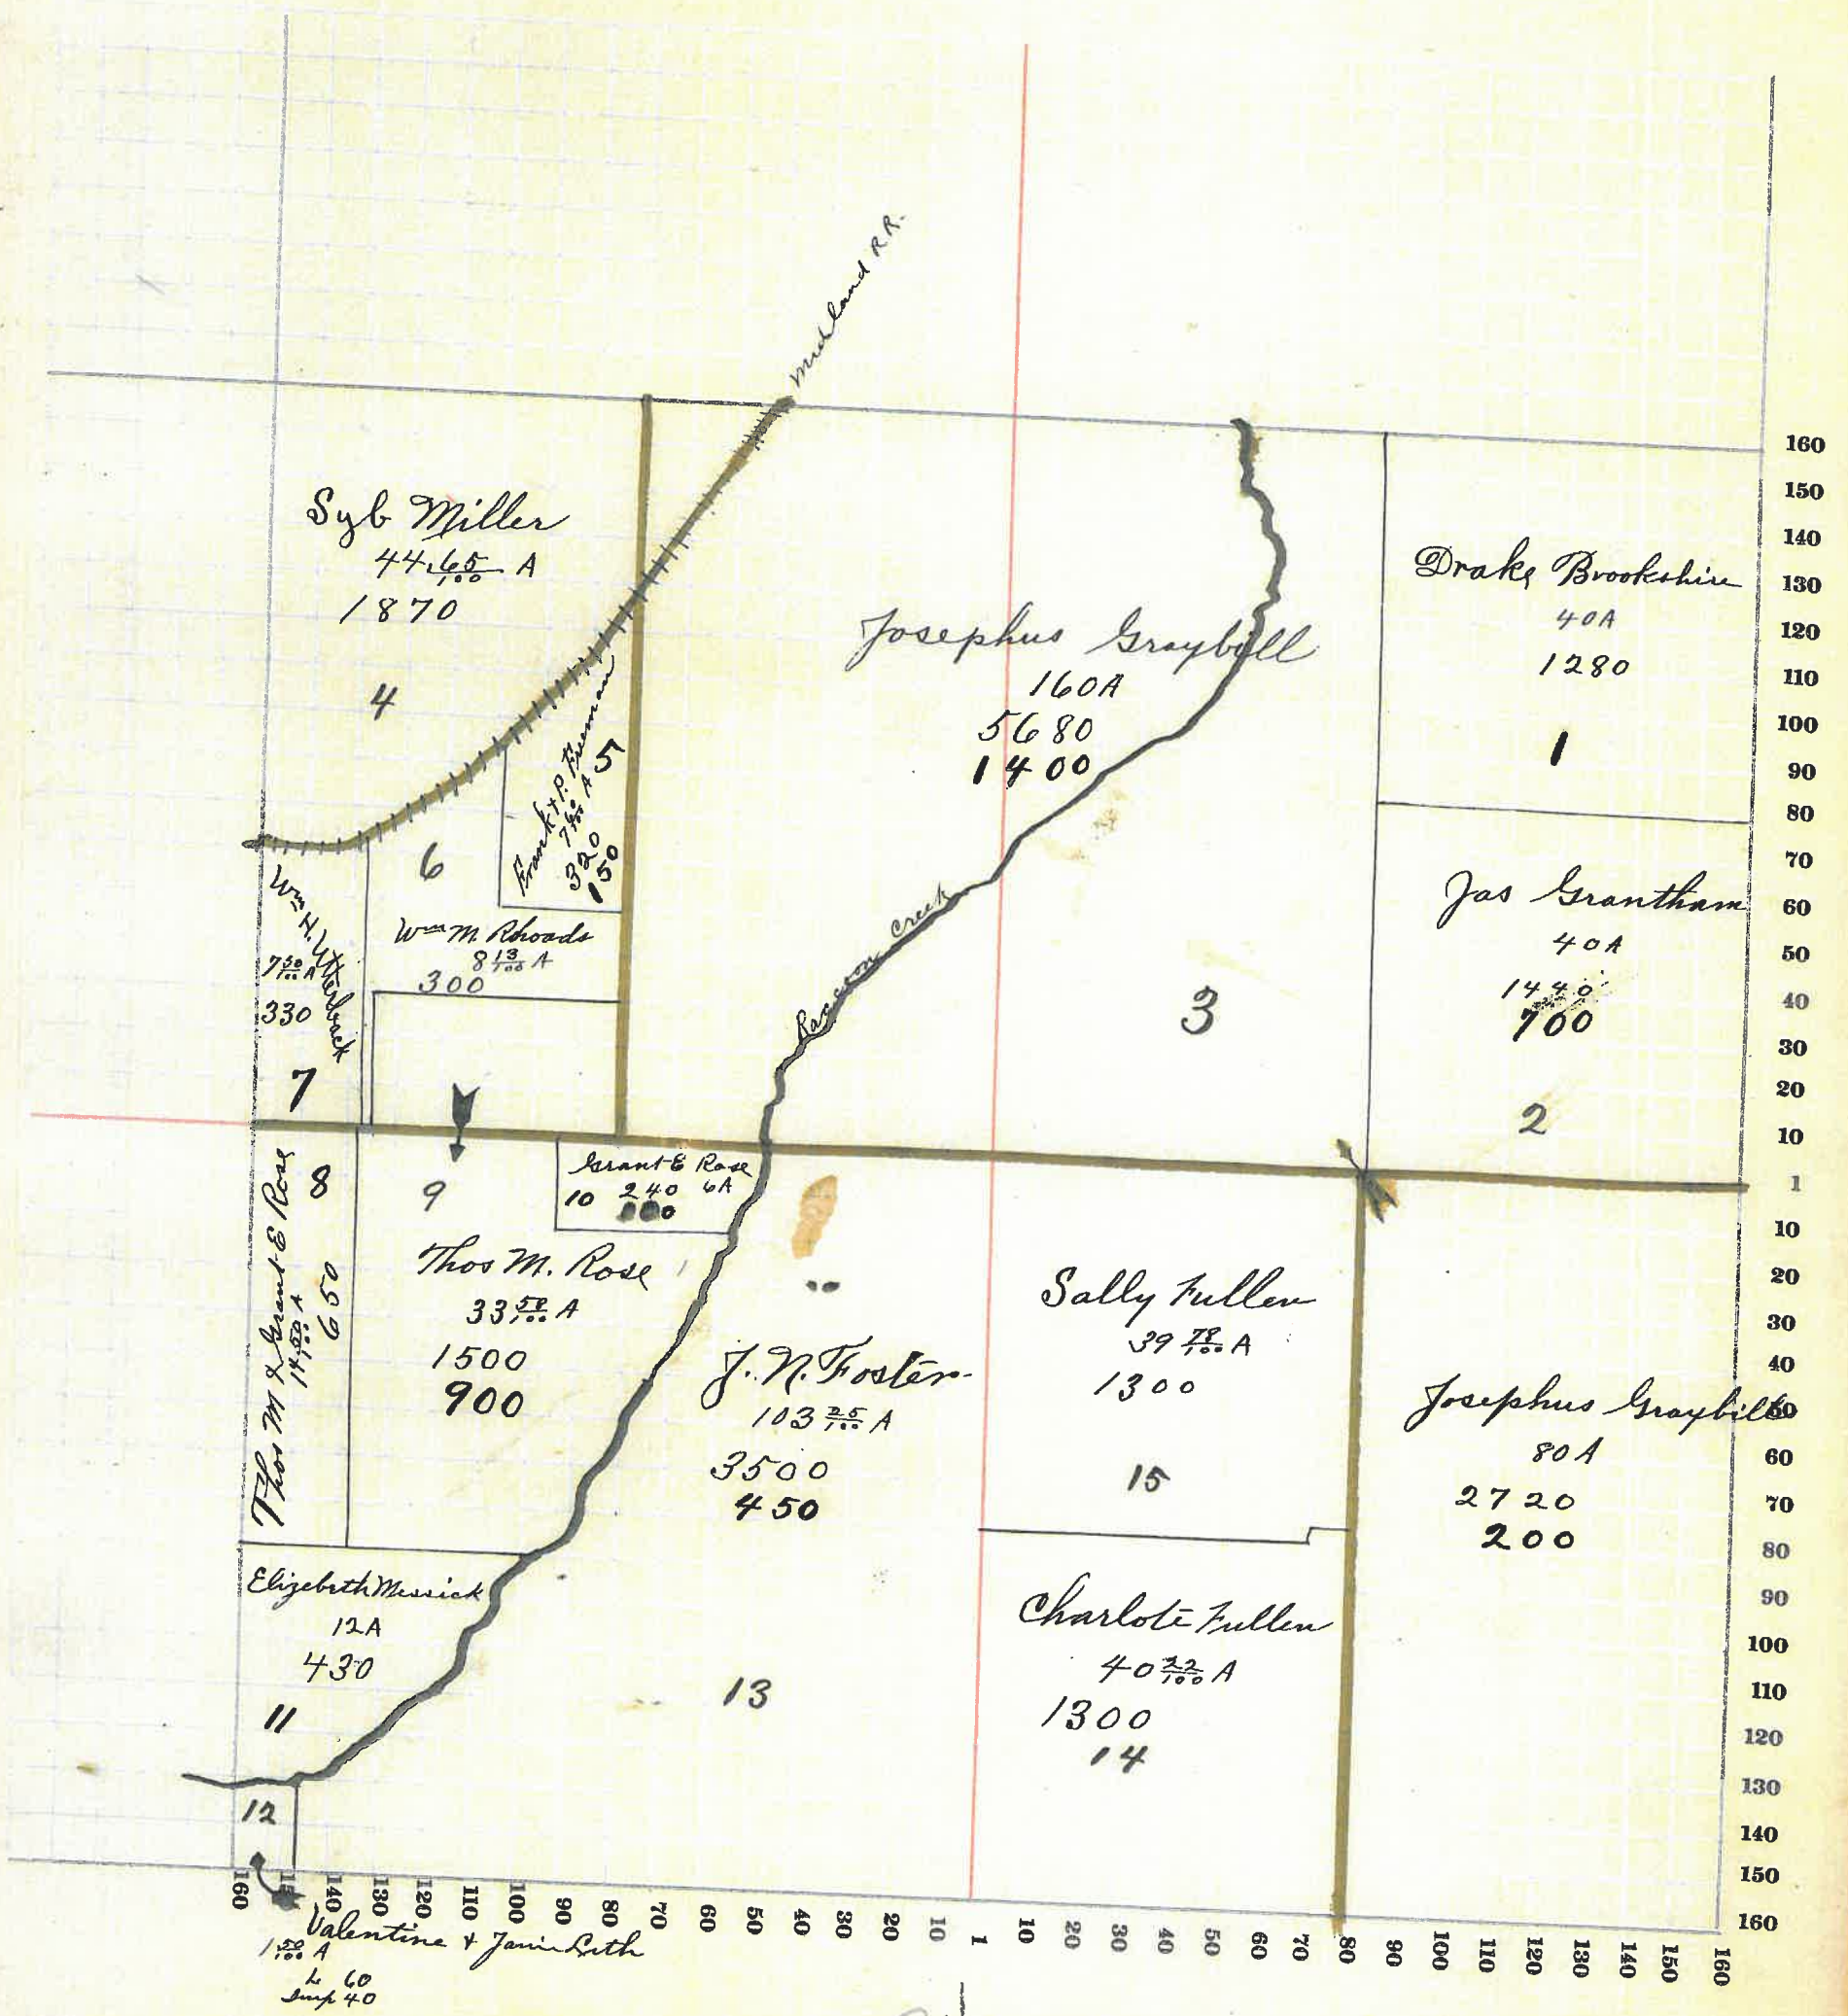 Midland R.R.
Syb Miller
44.65/100 A
1870
4
Josephus Graybill
160A
5680
1400
3
Drake Brookshire
40A
1280
1
Jas Grantham
40A
1440
700
2
Frank & P. Freeman
7 60/100 A
320
150
5
6
Wm M. Rhoads
8 13/100 A
300
Wm H. Utterback
7 50/100 A
330
7
Raccoon Creek
Thos M & Grant E Rose
14 50/100 A
650
8
9
Thos M. Rose
33 50/100 A
1500
900
Grant E Rose
10 240 6A
J. N. Foster
103 25/100 A
3500
450
13
Sally Fullen
39 78/100 A
1300
15
Josephus Graybill
80 A
2720
200
Charlote Fullen
40 22/100 A
1300
14
Elizebeth Messick
12A
430
11
12
Valentine & Janie
1 50/100 A
L 60
Imp 40
160
150
140
130
120
110
100
90
80
70
60
50
40
30
20
10
1
10
20
30
40
50
60
70
80
90
100
110
120
130
140
150
160
160 150 140 130 120 110 100 90 80 70 60 50 40 30 20 10 1 10 20 30 40 50 60 70 80 90 100 110 120 130 140 150 160